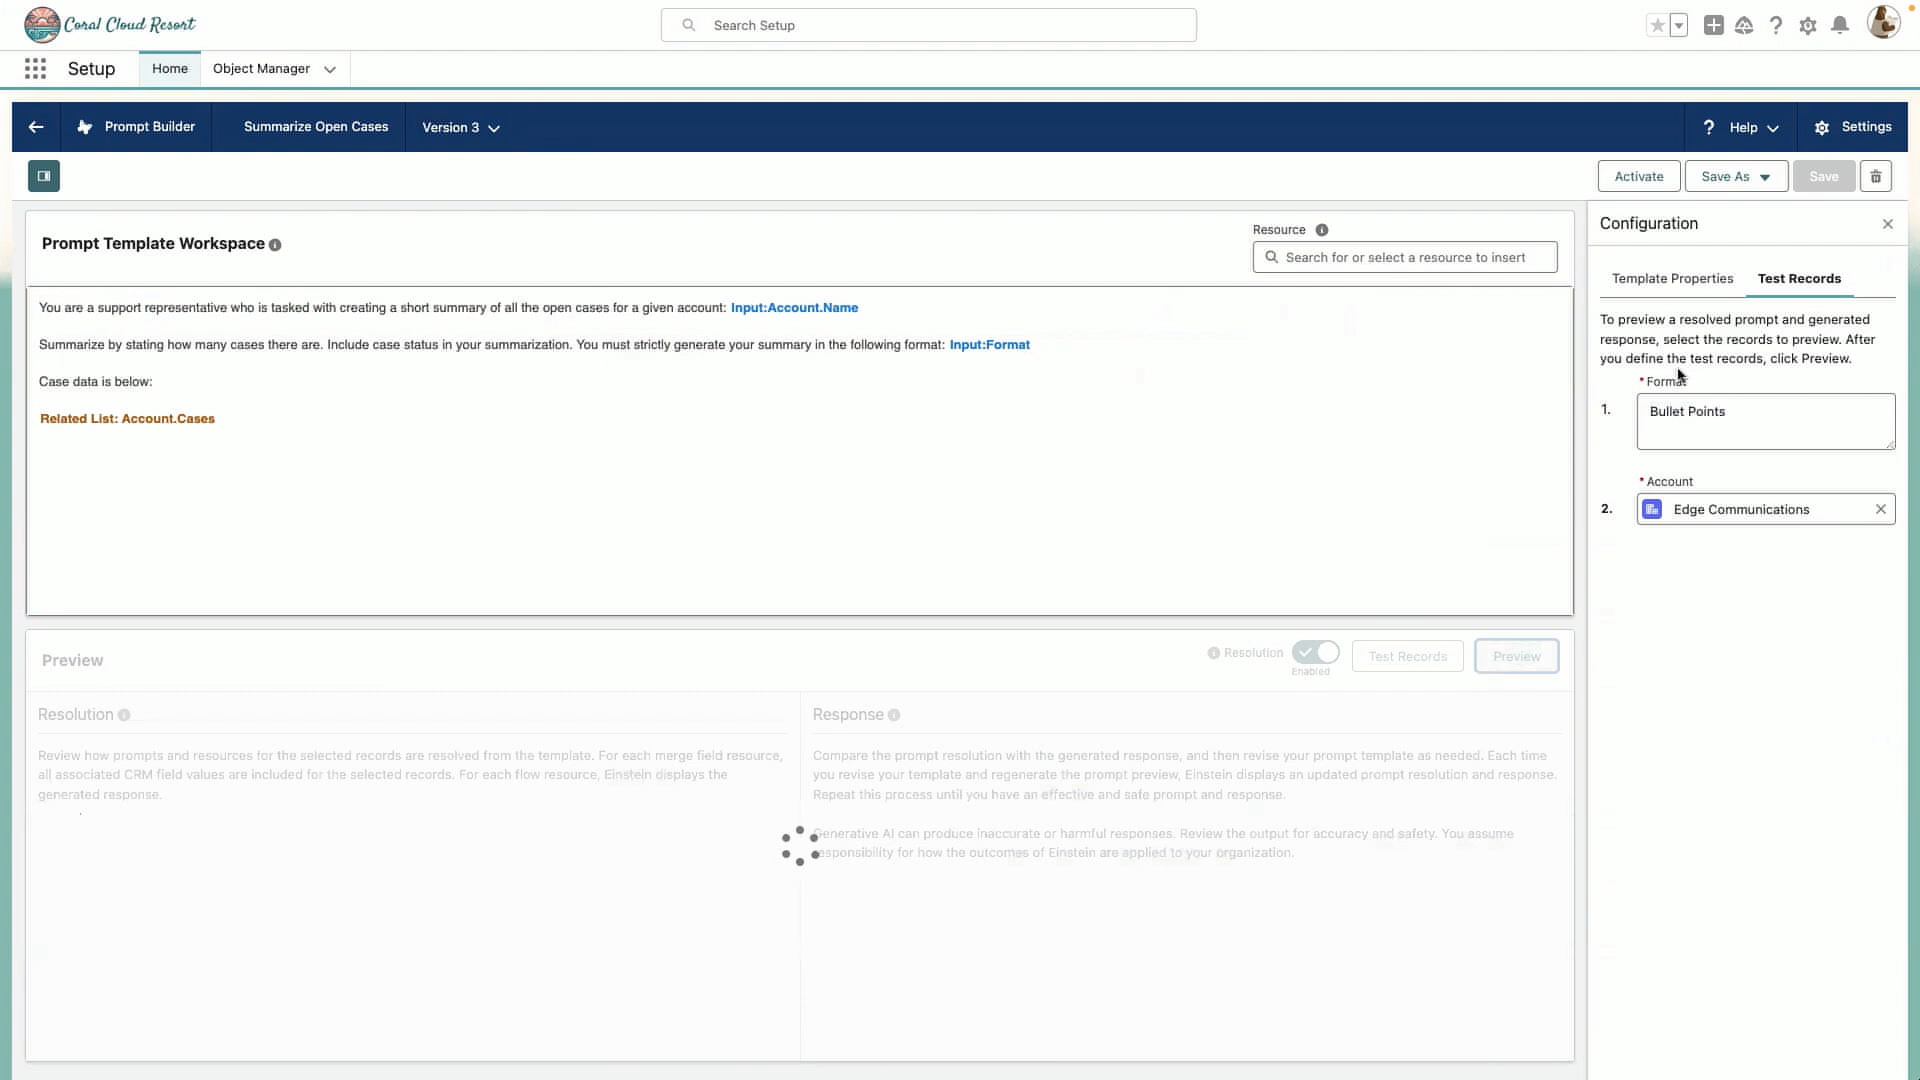 Coral Cloud Resort
Search Setup
Setup
Home
Object Manager
Prompt Builder
Summarize Open Cases
Version 3
Help
Settings
Activate
Save As
Save
Prompt Template Workspace
Resource
Search for or select a resource to insert
You are a support representative who is tasked with creating a short summary of all the open cases for a given account: Input:Account.Name
Summarize by stating how many cases there are. Include case status in your summarization. You must strictly generate your summary in the following format: Input:Format
Case data is below:
Related List: Account.Cases
Configuration
Template Properties
Test Records
To preview a resolved prompt and generated
response, select the records to preview. After
you define the test records, click Preview.
* Format
1.
Bullet Points
* Account
2.
Edge Communications
Preview
Resolution
Enabled
Test Records
Preview
Resolution
Review how prompts and resources for the selected records are resolved from the template. For each merge field resource,
all associated CRM field values are included for the selected records. For each flow resource, Einstein displays the
generated response.
Response
Compare the prompt resolution with the generated response, and then revise your prompt template as needed. Each time
you revise your template and regenerate the prompt preview, Einstein displays an updated prompt resolution and response.
Repeat this process until you have an effective and safe prompt and response.
Generative AI can produce inaccurate or harmful responses. Review the output for accuracy and safety. You assume
responsibility for how the outcomes of Einstein are applied to your organization.